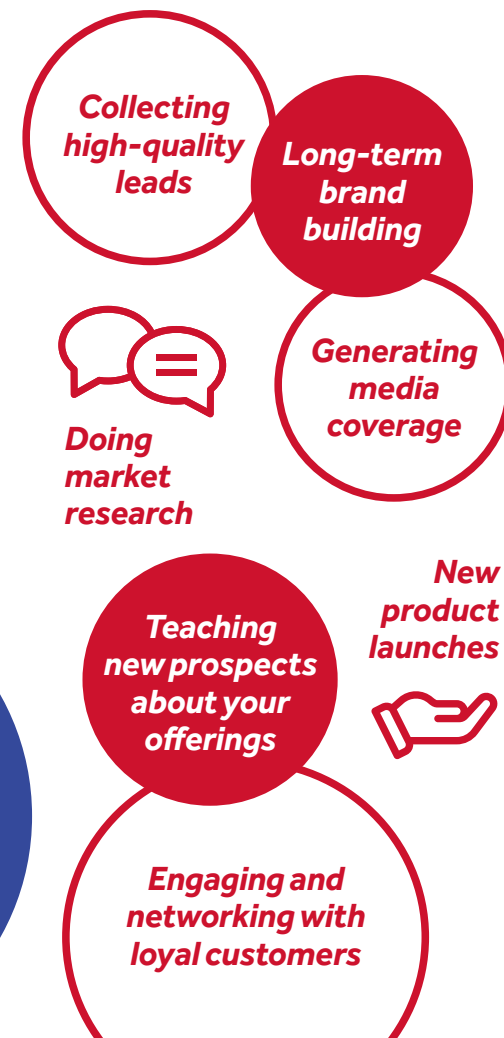 Collecting
high-quality
leads
Long-term
brand
building
Generating
media
coverage
Doing
market
research
New
product
launches
Teaching
new prospects
about your
offerings
Engaging and
networking with
loyal customers